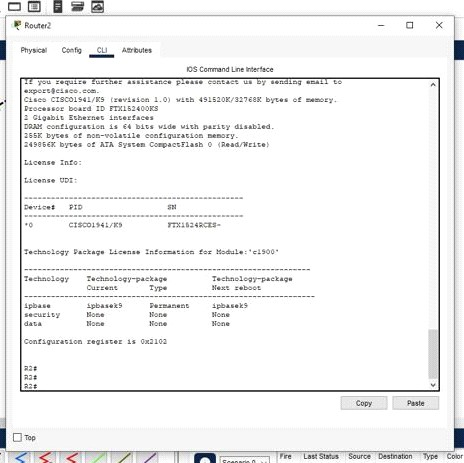 Router2
Physical Config CLI Attributes
IOS Command Line Interface
If you require further assistance please contact us by sending email to
export@cisco.com.
Cisco CISCO1941/K9 (revision 1.0) with 491520K/32768K bytes of memory.
Processor board ID FTX152400KS
2 Gigabit Ethernet interfaces
DRAM configuration is 64 bits wide with parity disabled.
255K bytes of non-volatile configuration memory.
249856K bytes of ATA System CompactFlash 0 (Read/Write)
License Info:
License UDI:
-------------------------------------------------
Device# PID SN
-------------------------------------------------
*0 CISCO1941/K9 FTX1524RCES-
Technology Package License Information for Module:'c1900'
----------------------------------------------------------------
Technology Technology-package Technology-package
Current Type Next reboot
-----------------------------------------------------------------
ipbase ipbasek9 Permanent ipbasek9
security None None None
data None None None
Configuration register is 0x2102
R2#
R2#
R2#
Copy Paste
Top
Scenario 0
Fire Last Status Source Destination Type Color